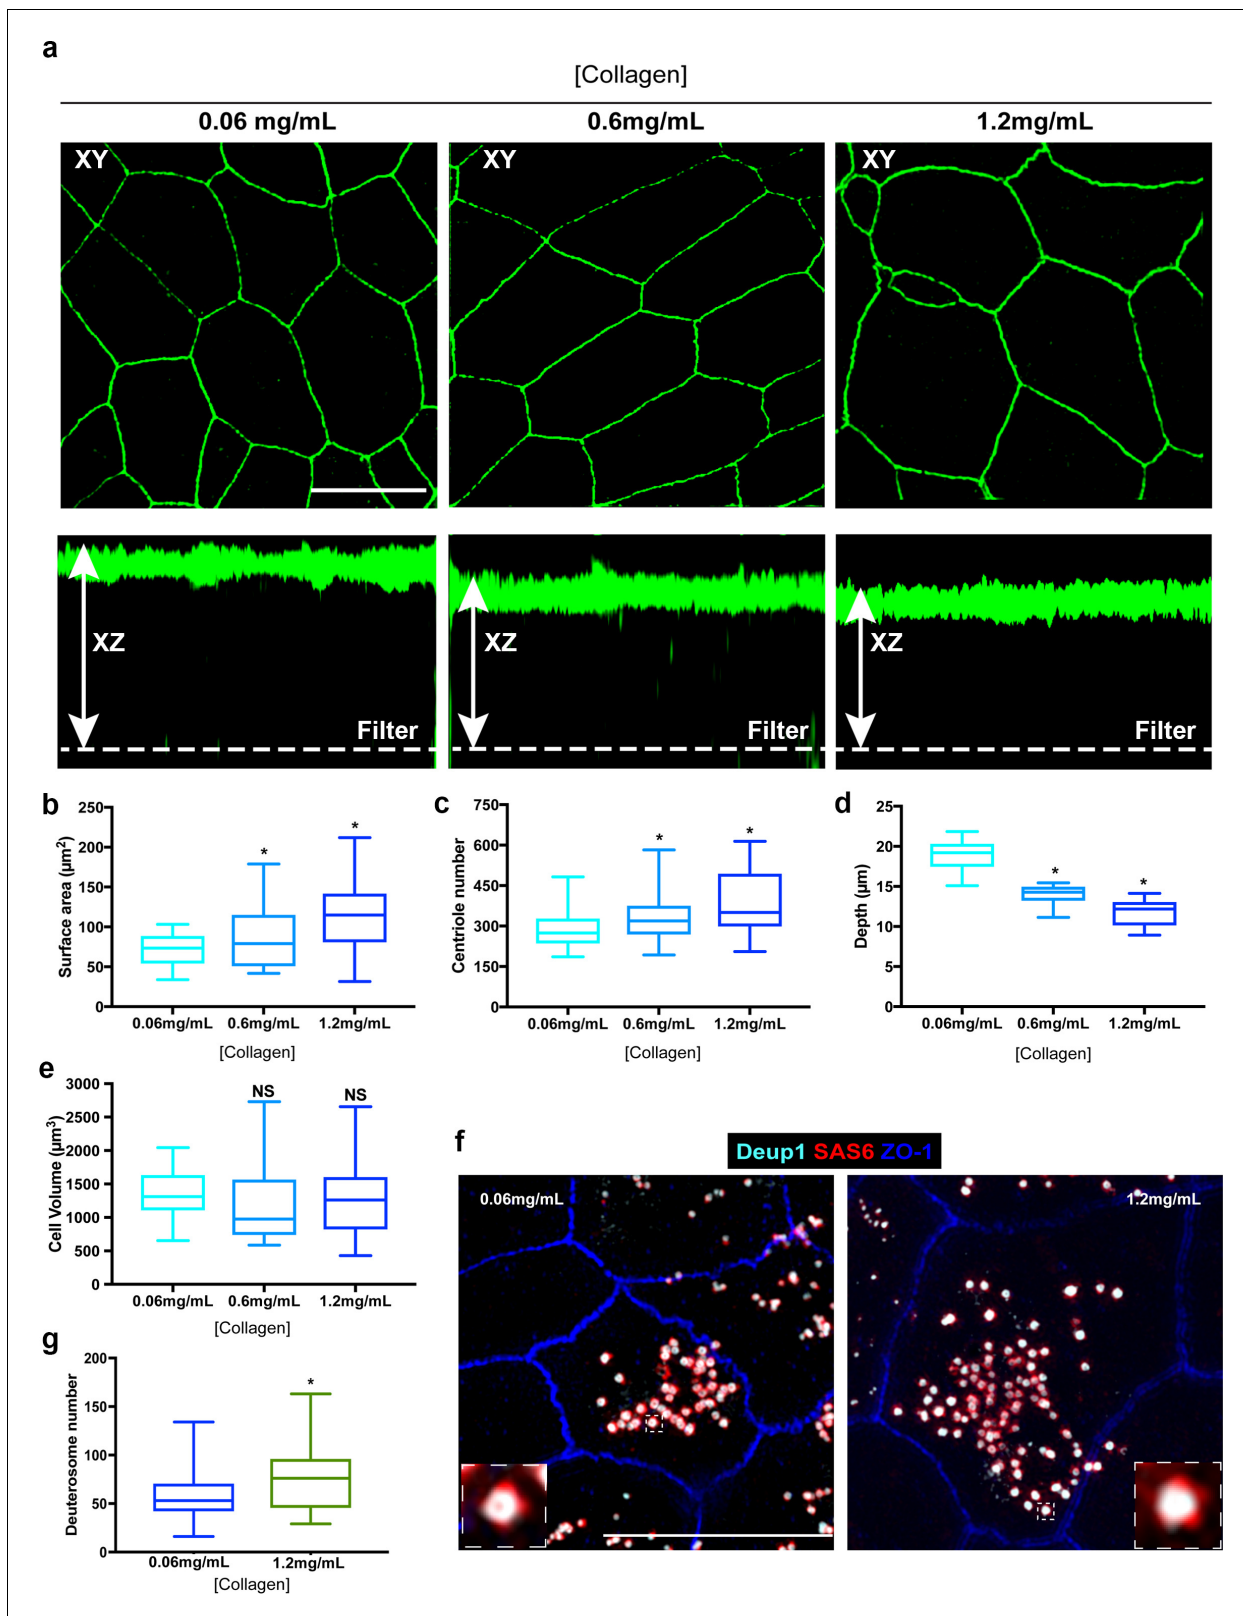 a
[Collagen]
0.06 mg/mL 0.6mg/mL 1.2mg/mL
XY XY XY
XZ XZ XZ
Filter Filter Filter
b
250
200
150
100
50
0
Surface area (µm²)
* *
0.06mg/mL 0.6mg/mL 1.2mg/mL
[Collagen]
c
750
600
450
300
150
0
Centriole number
* *
0.06mg/mL 0.6mg/mL 1.2mg/mL
[Collagen]
d
25
20
15
10
5
0
Depth (µm)
* *
0.06mg/mL 0.6mg/mL 1.2mg/mL
[Collagen]
e
3000
2500
2000
1500
1000
500
0
Cell Volume (µm³)
NS NS
0.06mg/mL 0.6mg/mL 1.2mg/mL
[Collagen]
f
Deup1 SAS6 ZO-1
0.06mg/mL 1.2mg/mL
g
200
150
100
50
0
Deuterosome number
*
0.06mg/mL 1.2mg/mL
[Collagen]